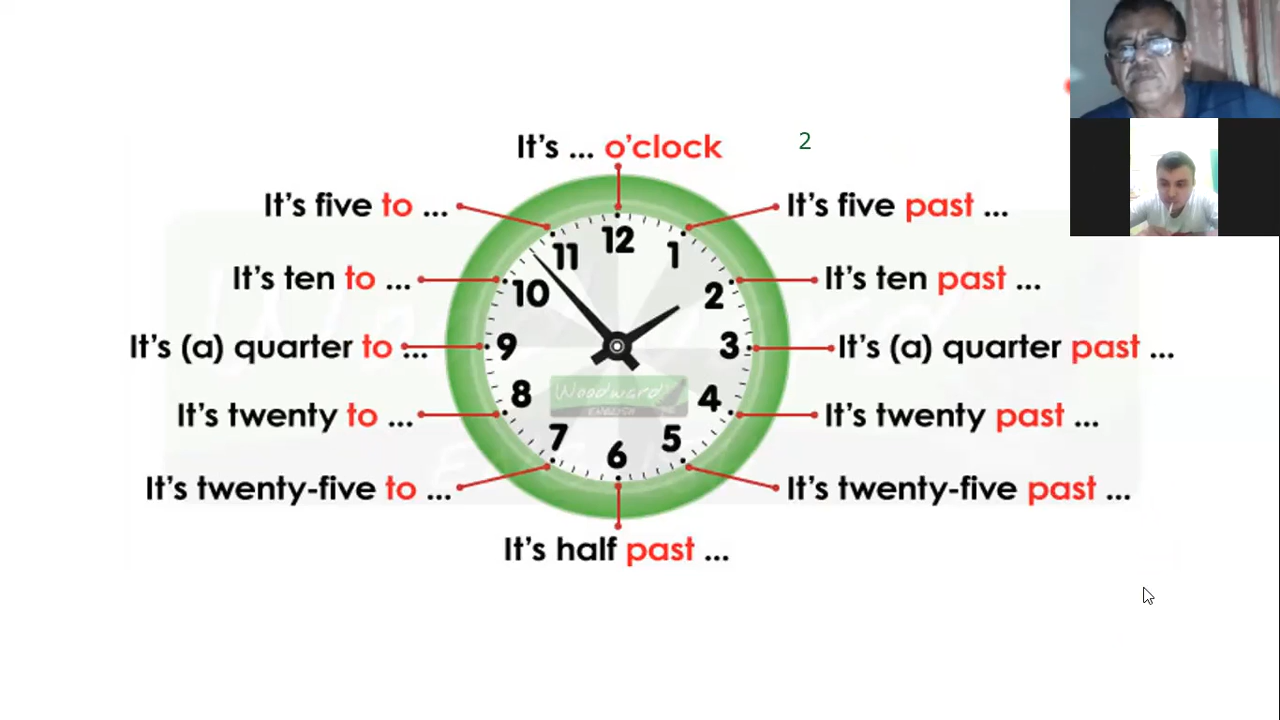 It's ... o'clock
2
It's five to ...
It's five past ...
It's ten to ...
It's ten past ...
It's (a) quarter to ...
It's (a) quarter past ...
It's twenty to ...
It's twenty past ...
It's twenty-five to ...
It's twenty-five past ...
It's half past ...
12
1
2
3
4
5
6
7
8
9
10
11
Woodward
ENGLISH